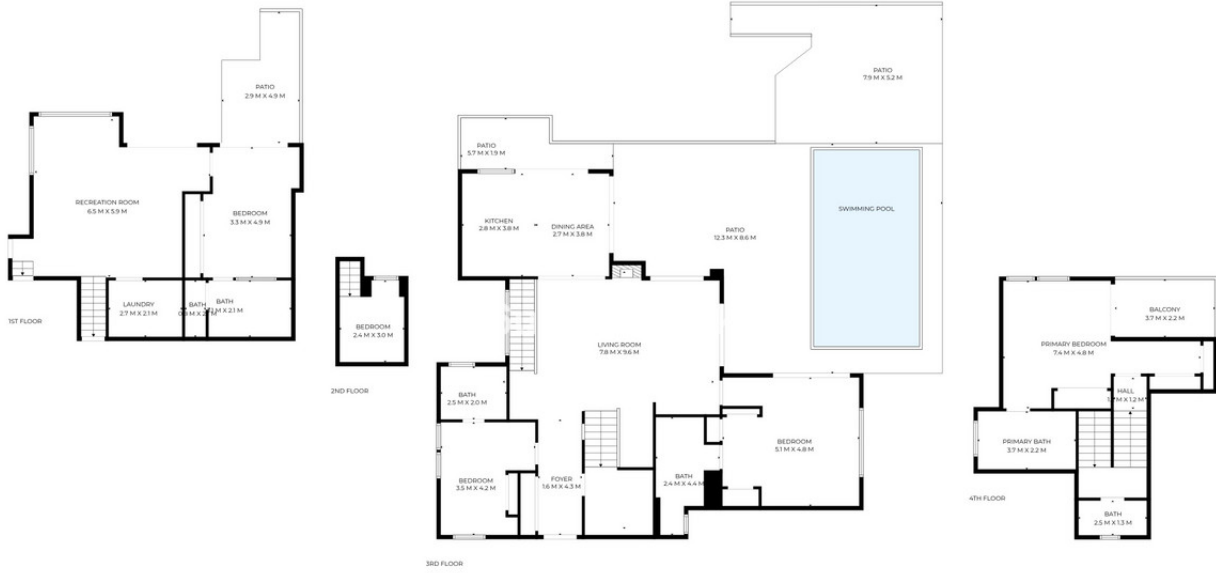 PATIO
2.9 M X 4.9 M
RECREATION ROOM
6.5 M X 5.9 M
BEDROOM
3.3 M X 4.9 M
LAUNDRY
2.7 M X 2.1 M
BATH
BATH
X 2.1 M
1ST FLOOR
BEDROOM
2.4 M X 3.0 M
2ND FLOOR
PATIO
7.9 M X 5.2 M
PATIO
5.7 M X 1.9 M
KITCHEN
2.8 M X 3.8 M
DINING AREA
2.7 M X 3.8 M
PATIO
12.3 M X 8.6 M
SWIMMING POOL
LIVING ROOM
7.8 M X 9.6 M
BATH
2.5 M X 2.0 M
BEDROOM
3.5 M X 4.2 M
FOYER
1.6 M X 4.3 M
BATH
2.4 M X 4.4 M
BEDROOM
5.1 M X 4.8 M
3RD FLOOR
BALCONY
3.7 M X 2.2 M
PRIMARY BEDROOM
7.4 M X 4.8 M
HALL
M X 1.2 M
PRIMARY BATH
3.7 M X 2.2 M
BATH
2.5 M X 1.3 M
4TH FLOOR